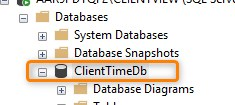 Databases
System Databases
Database Snapshots
ClientTimeDb
Database Diagrams